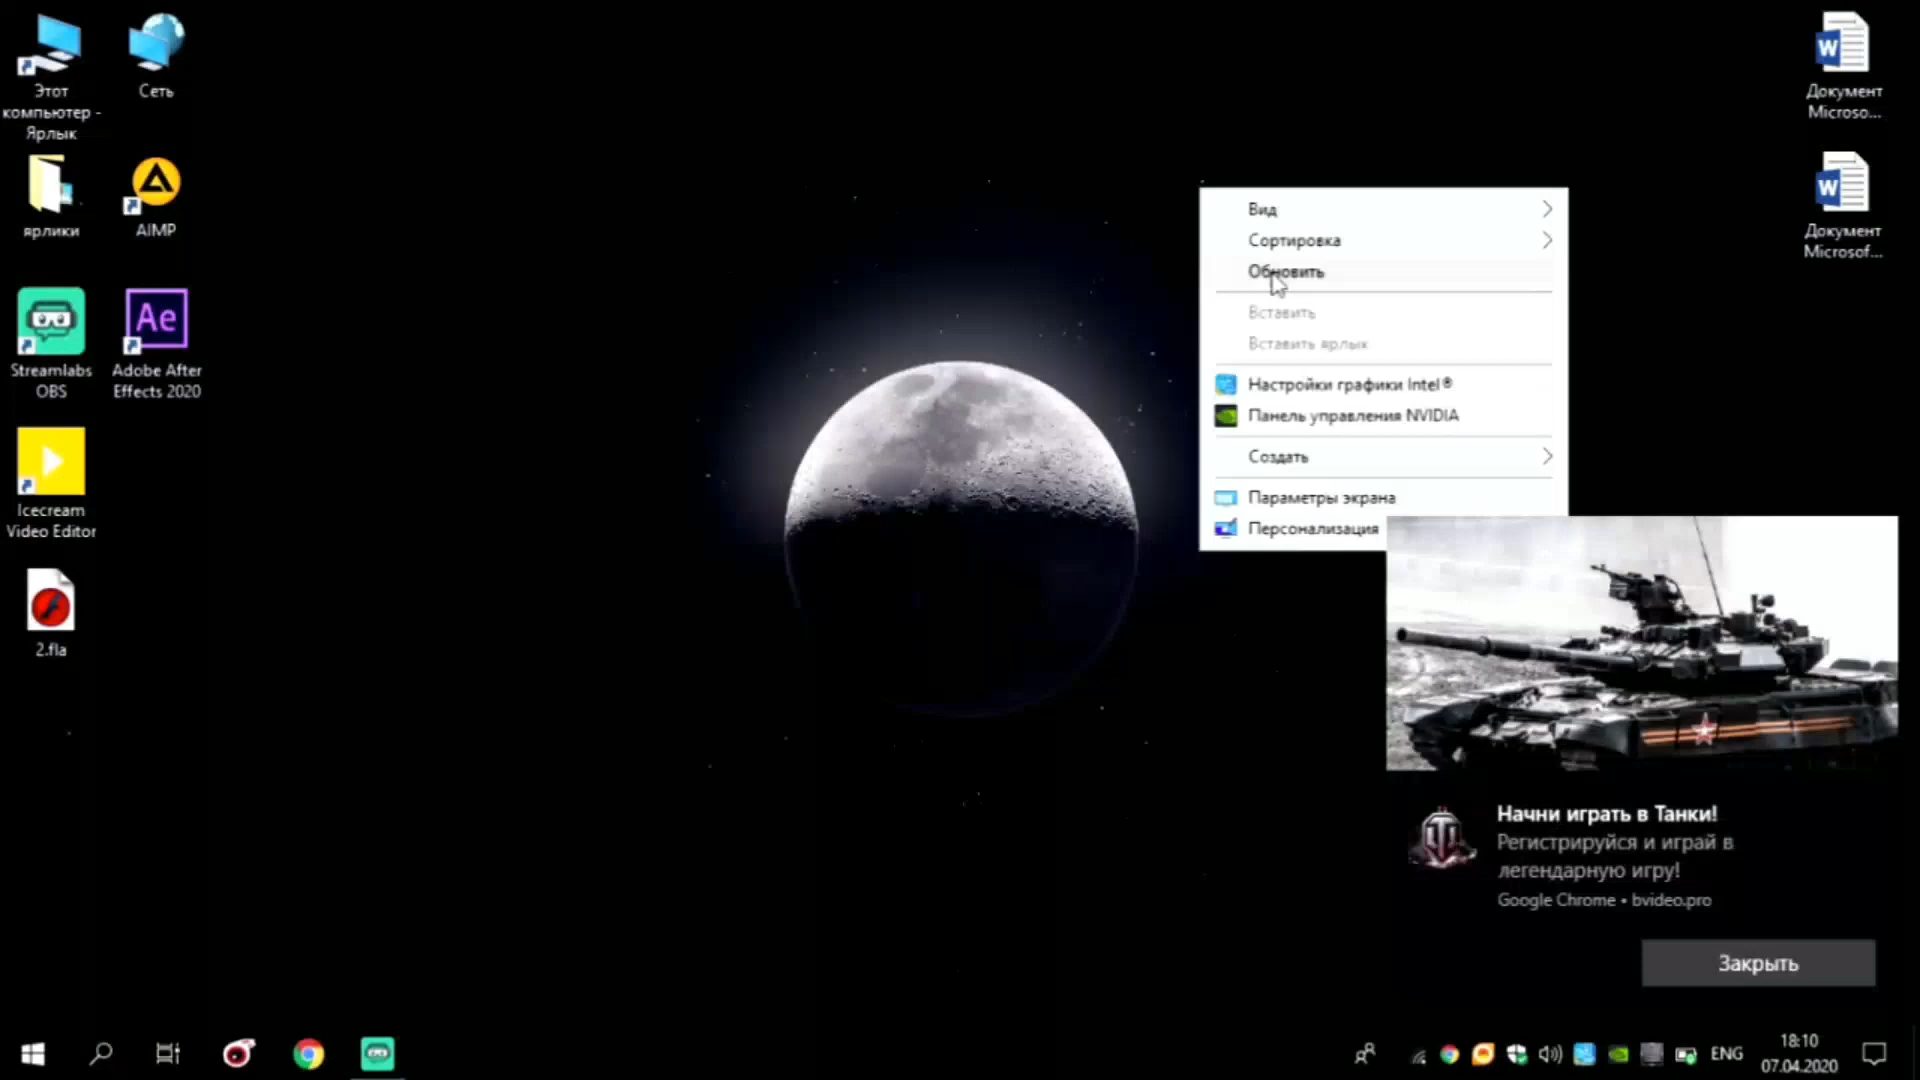 Этот
компьютер -
Ярлык
Сеть
ярлики
AIMP
Streamlabs
OBS
Ae
Adobe After
Effects 2020
Icecream
Video Editor
2.fla
W
Документ
Microso...
W
Документ
Microsof...
Вид
Сортировка
Обновить
Вставить
Вставить ярлык
Настройки графики Intel®
Панель управления NVIDIA
Создать
Параметры экрана
Персонализация
Начни играть в Танки!
Регистрируйся и играй в
легендарную игру!
Google Chrome • bvideo.pro
Закрыть
ENG
18:10
07.04.2020